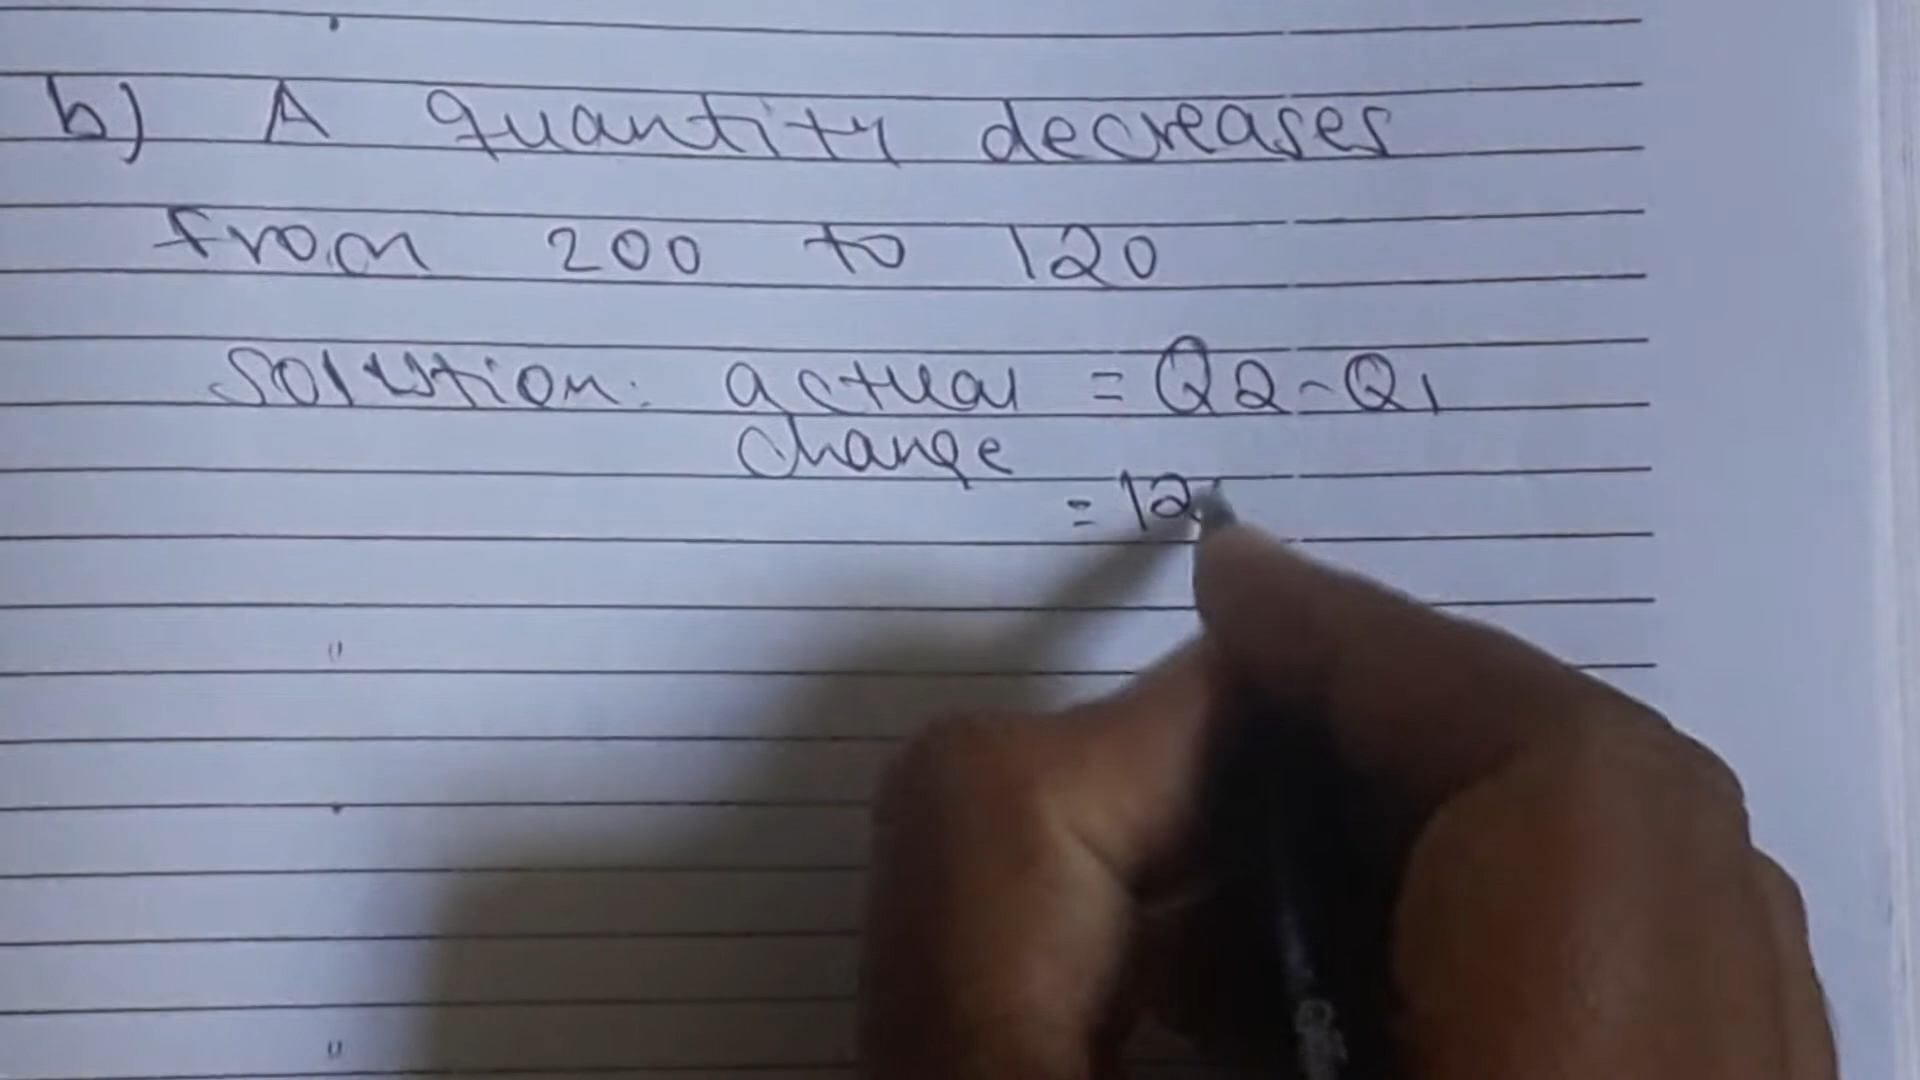 b) A quantity decreases
from 200 to 120
Solution: actual = Q2-Q1
change
= 12